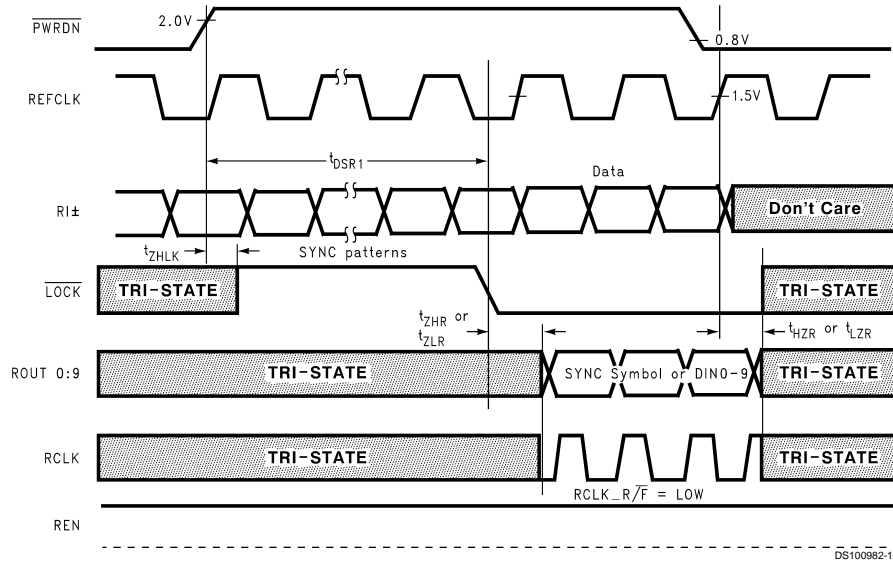 PWRDN
2.0V
0.8V
REFCLK
1.5V
tDSR1
Data
RI±
Don't Care
tZHLK
SYNC patterns
LOCK
TRI-STATE
TRI-STATE
tZHR or
tZLR
tHZR or tLZR
ROUT 0:9
TRI-STATE
SYNC Symbol or DIN0-9
TRI-STATE
RCLK
TRI-STATE
TRI-STATE
RCLK_R/F = LOW
REN
DS100982-1